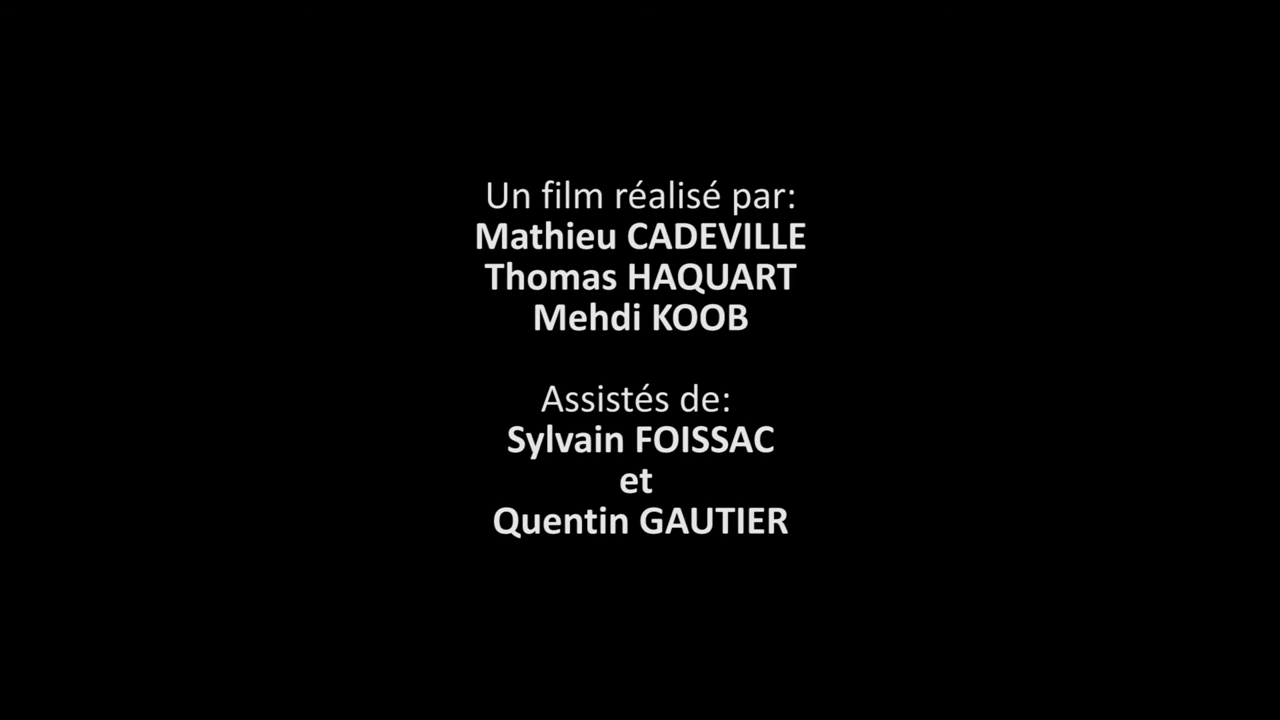 Un film réalisé par:
Mathieu CADEVILLE
Thomas HAQUART
Mehdi KOOB
Assistés de:
Sylvain FOISSAC
et
Quentin GAUTIER